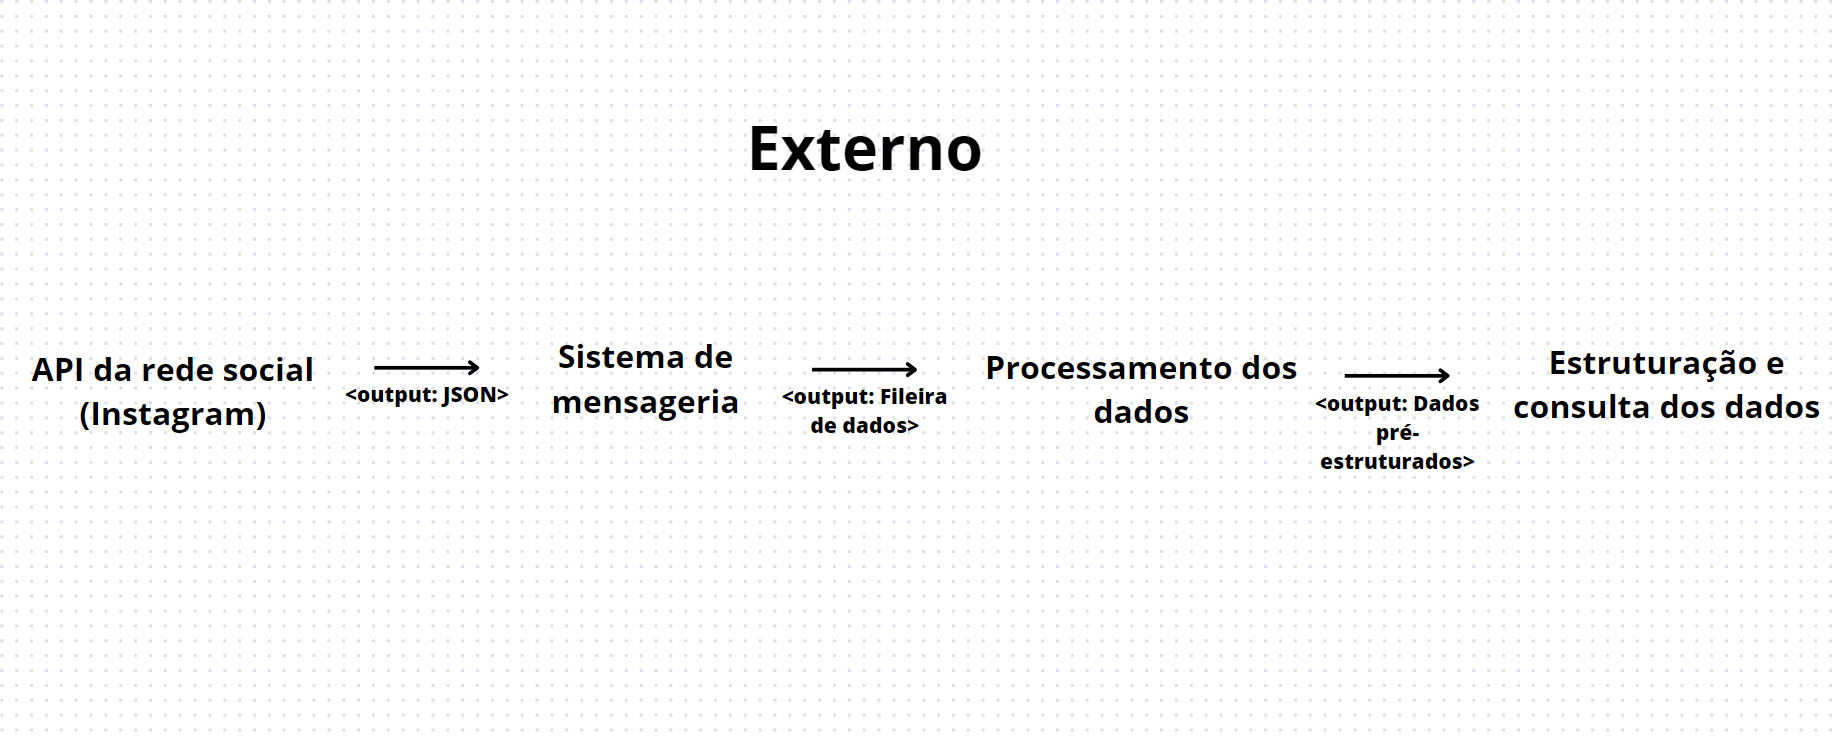 Externo
API da rede social
(Instagram)
<output: JSON>
Sistema de
mensageria
<output: Fileira
de dados>
Processamento dos
dados
<output: Dados
pré-
estruturados>
Estruturação e
consulta dos dados